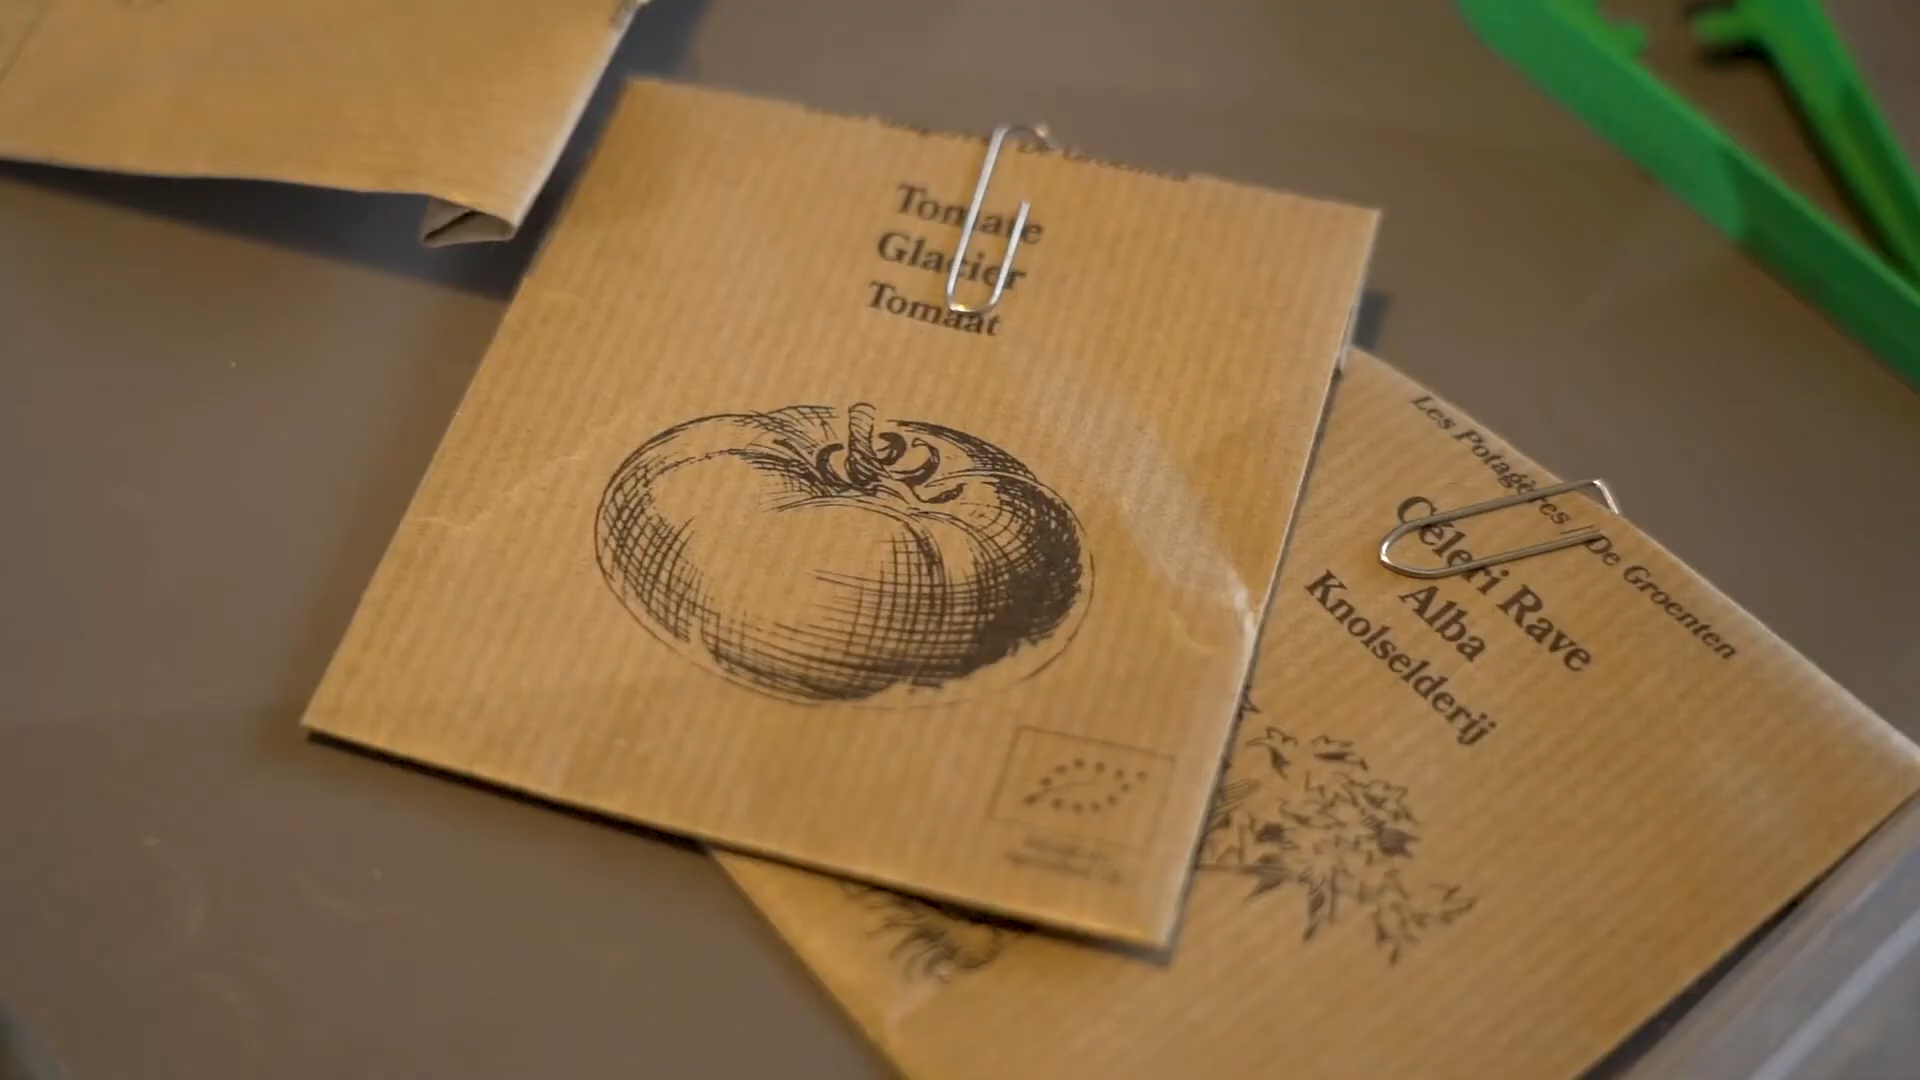 Tomate
Glacier
Tomaat
Les Potagères // De Groenten
Céleri Rave
Alba
Knolselderij